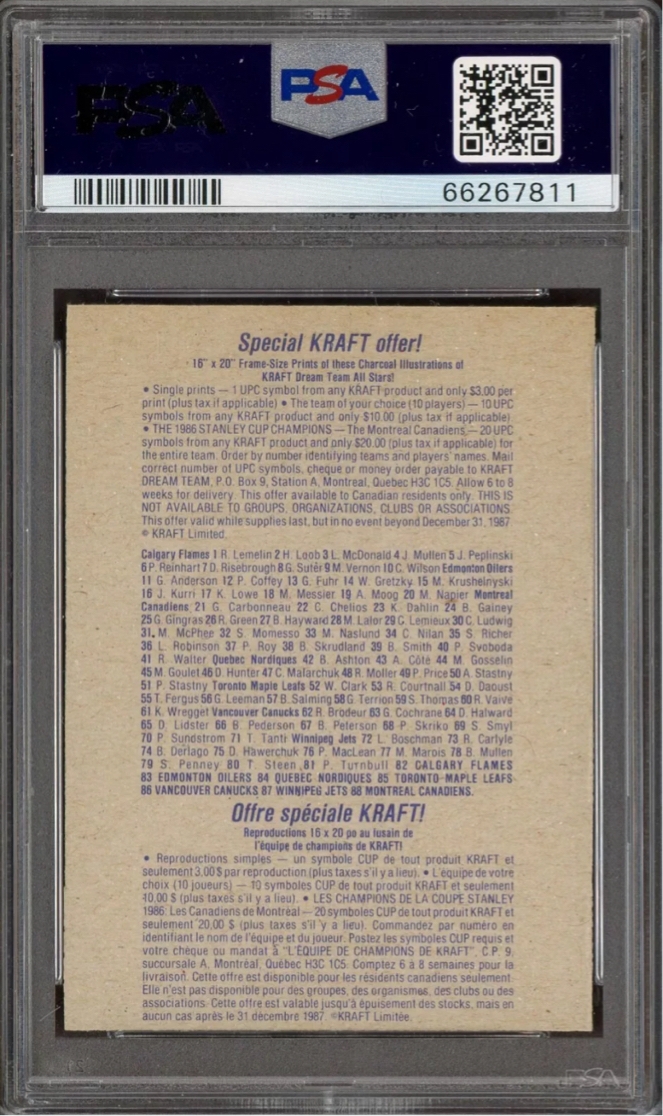 PSA
PSA
66267811
Special KRAFT offer!
16" x 20" Frame-Size Prints of these Charcoal Illustrations of
KRAFT Dream Team All Stars!
• Single prints — 1 UPC symbol from any KRAFT product and only $3.00 per
print (plus tax if applicable) • The team of your choice (10 players) — 10 UPC
symbols from any KRAFT product and only $10.00 (plus tax if applicable)
• THE 1986 STANLEY CUP CHAMPIONS — The Montreal Canadiens — 20 UPC
symbols from any KRAFT product and only $20.00 (plus tax if applicable) for
the entire team. Order by number identifying teams and players' names. Mail
correct number of UPC symbols, cheque or money order payable to KRAFT
DREAM TEAM, P.O. Box 9, Station A, Montreal, Quebec H3C 1C5. Allow 6 to 8
weeks for delivery. This offer available to Canadian residents only. THIS IS
NOT AVAILABLE TO GROUPS, ORGANIZATIONS, CLUBS OR ASSOCIATIONS.
This offer valid while supplies last, but in no event beyond December 31, 1987
© KRAFT Limited.
Calgary Flames 1 R. Lemelin 2 H. Loob 3 L. McDonald 4 J. Mullen 5 J. Peplinski
6 P. Reinhart 7 D. Risebrough 8 G. Suter 9 M. Vernon 10 C. Wilson Edmonton Oilers
11 G. Anderson 12 P. Coffey 13 G. Fuhr 14 W. Gretzky 15 M. Krushelnyski
16 J. Kurri 17 K. Lowe 18 M. Messier 19 A. Moog 20 M. Napier Montreal
Canadiens 21 G. Carbonneau 22 C. Chelios 23 K. Dahlin 24 B. Gainey
25 G. Gingras 26 R. Green 27 B. Hayward 28 M. Lalor 29 C. Lemieux 30 C. Ludwig
31 M. McPhee 32 S. Momesso 33 M. Naslund 34 C. Nilan 35 S. Richer
36 L. Robinson 37 P. Roy 38 B. Skrudland 39 B. Smith 40 P. Svoboda
41 R. Walter Quebec Nordiques 42 B. Ashton 43 A. Côté 44 M. Gosselin
45 M. Goulet 46 D. Hunter 47 C. Malarchuk 48 R. Moller 49 P. Price 50 A. Stastny
51 P. Stastny Toronto Maple Leafs 52 W. Clark 53 R. Courtnall 54 D. Daoust
55 T. Fergus 56 G. Leeman 57 B. Salming 58 G. Terrion 59 S. Thomas 60 R. Vaive
61 K. Wregget Vancouver Canucks 62 R. Brodeur 63 G. Cochrane 64 D. Halward
65 D. Lidster 66 B. Pederson 67 B. Peterson 68 P. Skriko 69 S. Smyl
70 P. Sundstrom 71 T. Tanti Winnipeg Jets 72 L. Boschman 73 R. Carlyle
74 B. Derlago 75 D. Hawerchuk 76 P. MacLean 77 M. Marois 78 B. Mullen
79 S. Penney 80 T. Steen 81 P. Turnbull 82 CALGARY FLAMES
83 EDMONTON OILERS 84 QUEBEC NORDIQUES 85 TORONTO MAPLE LEAFS
86 VANCOUVER CANUCKS 87 WINNIPEG JETS 88 MONTREAL CANADIENS.
Offre spéciale KRAFT!
Reproductions 16 x 20 po au fusain de
l'équipe de champions de KRAFT!
• Reproductions simples — un symbole CUP de tout produit KRAFT et
seulement 3,00 $ par reproduction (plus taxes s'il y a lieu). • L'équipe de votre
choix (10 joueurs) — 10 symboles CUP de tout produit KRAFT et seulement
10,00 $ (plus taxes s'il y a lieu). • LES CHAMPIONS DE LA COUPE STANLEY
1986: Les Canadiens de Montréal — 20 symboles CUP de tout produit KRAFT et
seulement 20,00 $ (plus taxes s'il y a lieu). Commandez par numéro en
identifiant le nom de l'équipe et du joueur. Postez les symboles CUP requis et
votre chèque ou mandat à "L'ÉQUIPE DE CHAMPIONS DE KRAFT", C.P. 9,
succursale A, Montréal, Québec H3C 1C5. Comptez 6 à 8 semaines pour la
livraison. Cette offre est disponible pour les résidents canadiens seulement.
Elle n'est pas disponible pour des groupes, des organismes, des clubs ou des
associations. Cette offre est valable jusqu'à épuisement des stocks, mais en
aucun cas après le 31 décembre 1987. ©KRAFT Limitée.
PSA